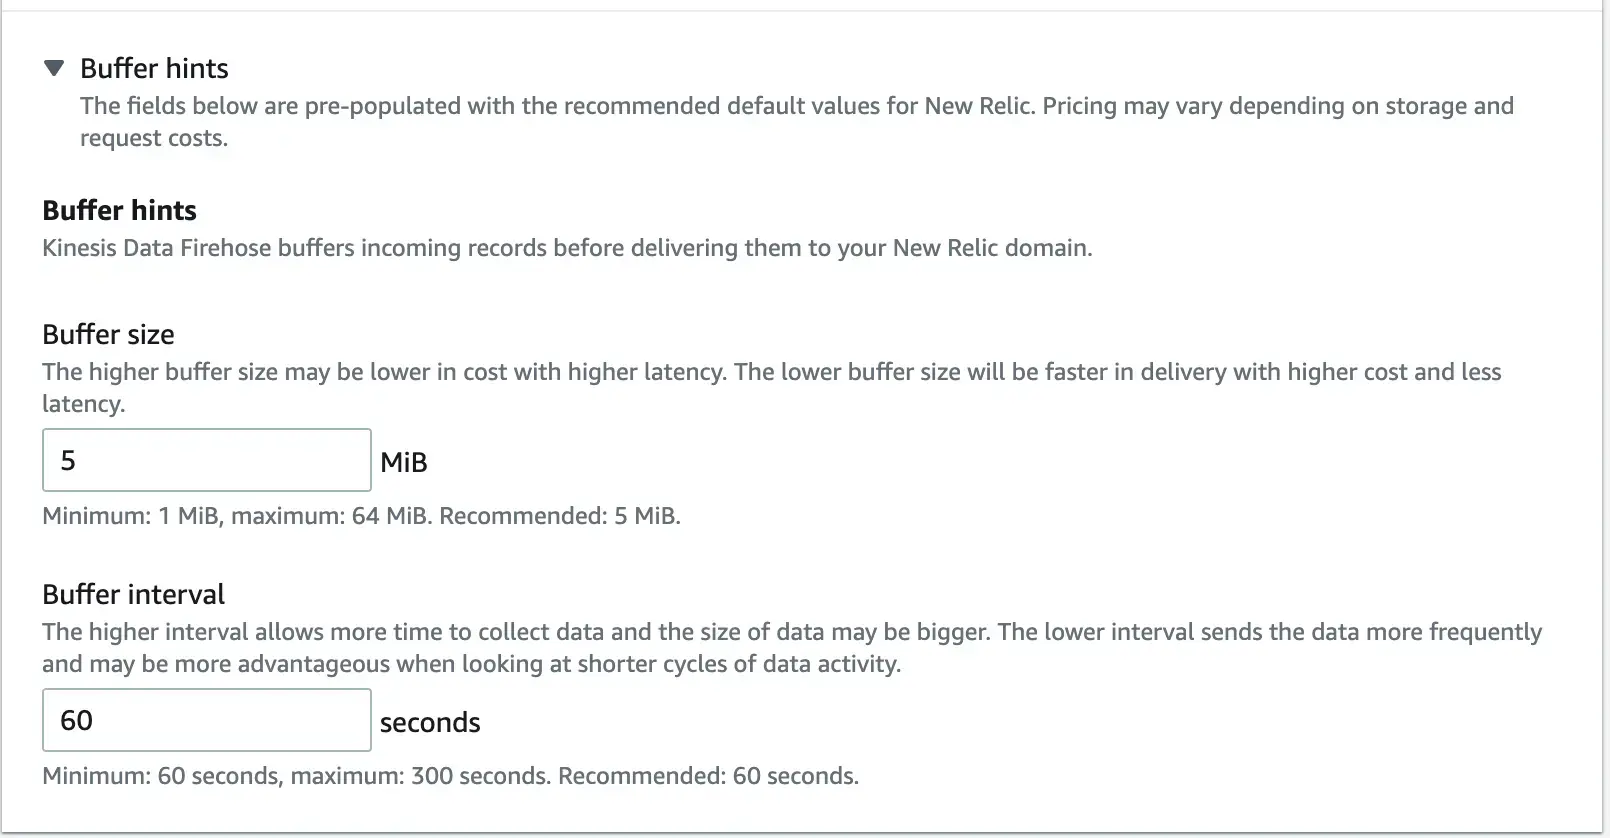 Buffer hints
The fields below are pre-populated with the recommended default values for New Relic. Pricing may vary depending on storage and
request costs.
Buffer hints
Kinesis Data Firehose buffers incoming records before delivering them to your New Relic domain.
Buffer size
The higher buffer size may be lower in cost with higher latency. The lower buffer size will be faster in delivery with higher cost and less
latency.
5 MiB
Minimum: 1 MiB, maximum: 64 MiB. Recommended: 5 MiB.
Buffer interval
The higher interval allows more time to collect data and the size of data may be bigger. The lower interval sends the data more frequently
and may be more advantageous when looking at shorter cycles of data activity.
60 seconds
Minimum: 60 seconds, maximum: 300 seconds. Recommended: 60 seconds.